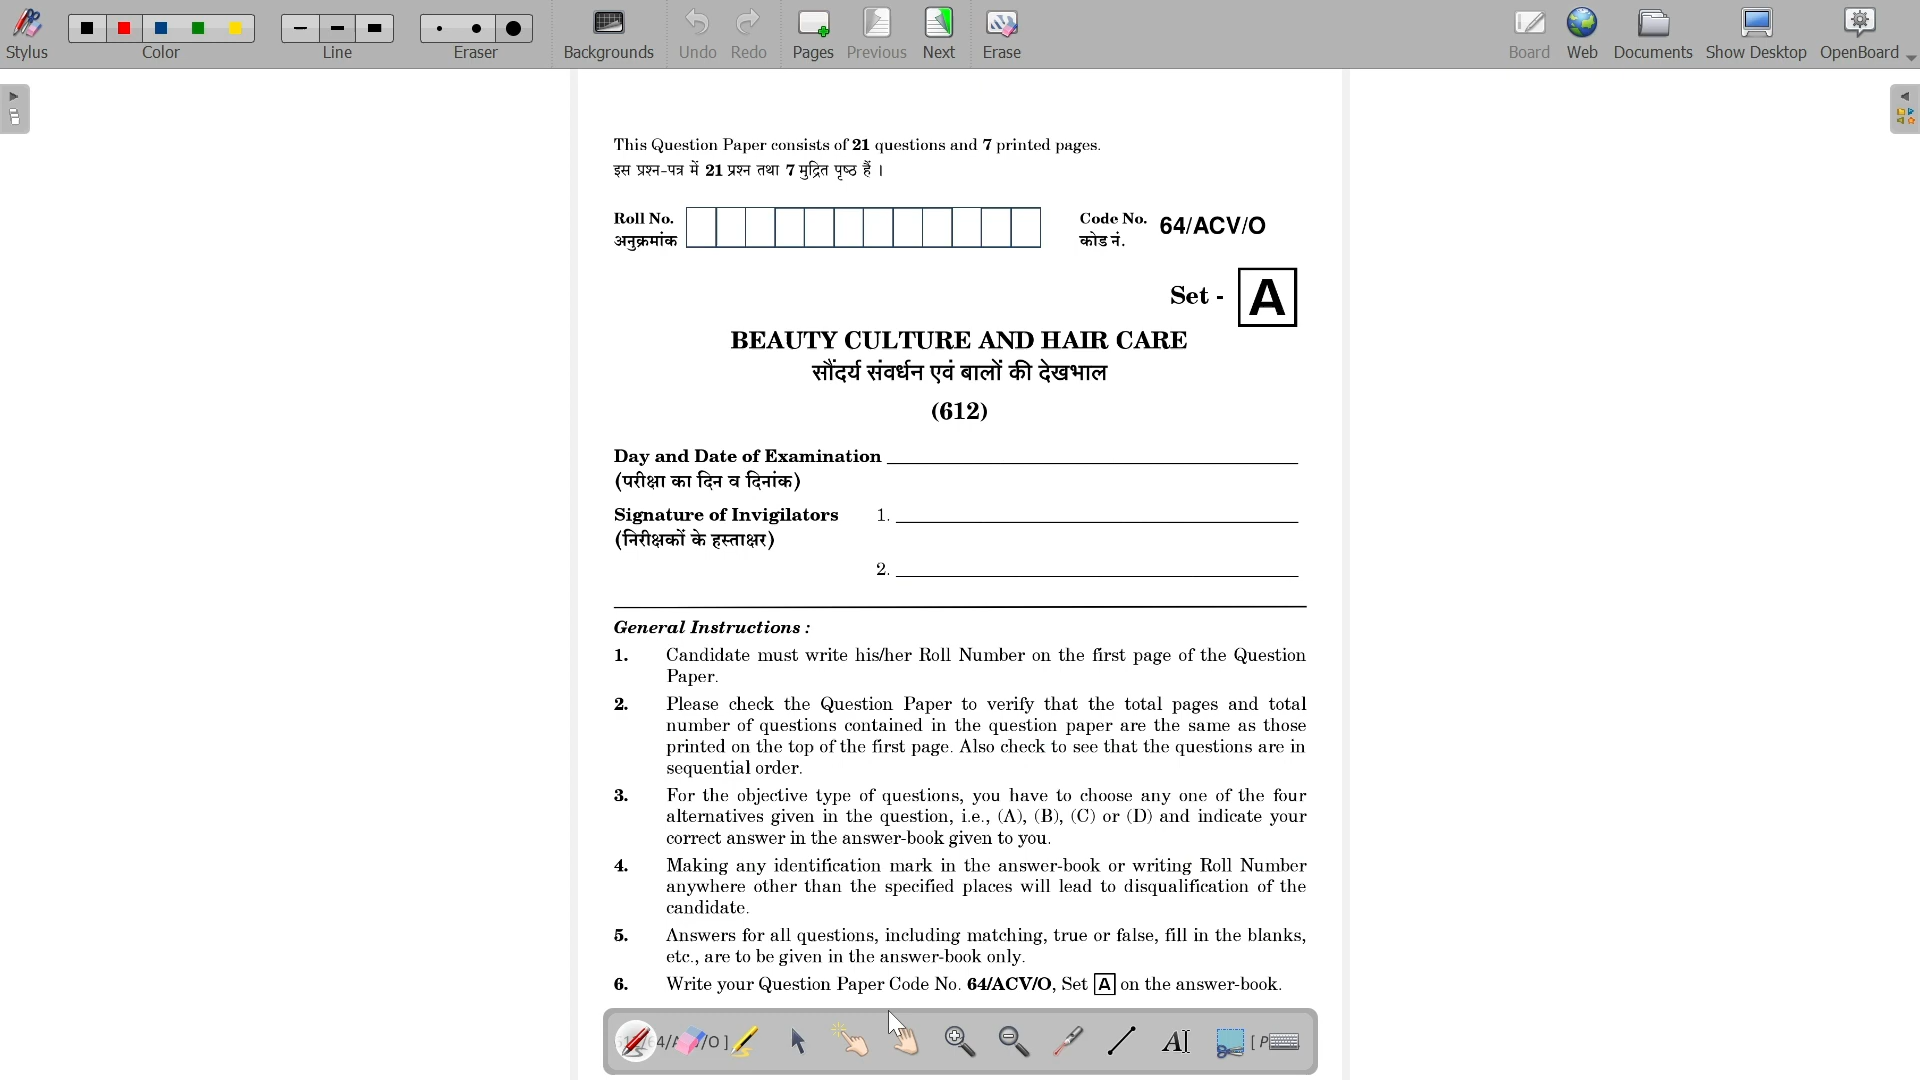 Stylus
Color
Line
Eraser
Backgrounds
Undo
Redo
Pages
Previous
Next
Erase
Board
Web
Documents
Show Desktop
OpenBoard
This Question Paper consists of 21 questions and 7 printed pages.
इस प्रश्न-पत्र में 21 प्रश्न तथा 7 मुद्रित पृष्ठ हैं ।
Roll No.
अनुक्रमांक
Code No. 64/ACV/O
कोड नं.
Set - A
BEAUTY CULTURE AND HAIR CARE
सौंदर्य संवर्धन एवं बालों की देखभाल
(612)
Day and Date of Examination
(परीक्षा का दिन व दिनांक)
Signature of Invigilators 1.
(निरीक्षकों के हस्ताक्षर)
2.
General Instructions :
1. Candidate must write his/her Roll Number on the first page of the Question
Paper.
2. Please check the Question Paper to verify that the total pages and total
number of questions contained in the question paper are the same as those
printed on the top of the first page. Also check to see that the questions are in
sequential order.
3. For the objective type of questions, you have to choose any one of the four
alternatives given in the question, i.e., (A), (B), (C) or (D) and indicate your
correct answer in the answer-book given to you.
4. Making any identification mark in the answer-book or writing Roll Number
anywhere other than the specified places will lead to disqualification of the
candidate.
5. Answers for all questions, including matching, true or false, fill in the blanks,
etc., are to be given in the answer-book only.
6. Write your Question Paper Code No. 64/ACV/O, Set A on the answer-book.